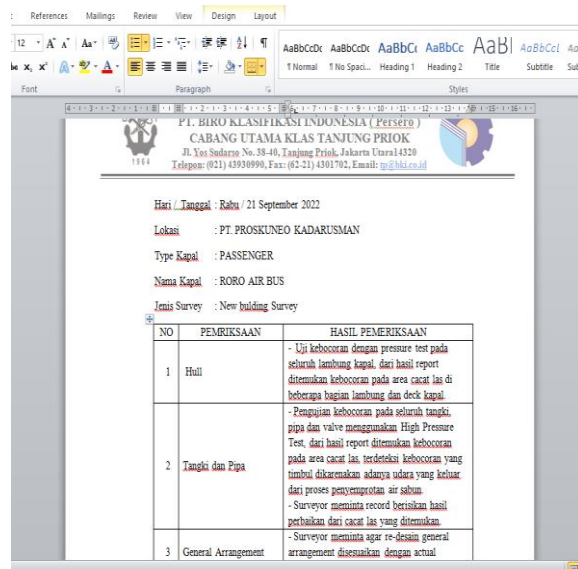 References Mailings Review View Design Layout
12
Aa
AaBbCcDc AaBbCcDc AaBbCc AaBbCc AaBl AaBbCcL
¶ Normal ¶ No Spaci... Heading 1 Heading 2 Title Subtitle
Font Paragraph Styles
PT. BIRO KLASIFIKASI INDONESIA ( Persero )
CABANG UTAMA KLAS TANJUNG PRIOK
Jl. Yos Sudarso No. 38-40, Tanjung Priok, Jakarta Utara14320
Telepon: (021) 43930990, Fax: (62-21) 4301702, Email: tp@bki.co.id
1964
Hari / Tanggal : Rabu / 21 September 2022
Lokasi : PT. PROSKUNEO KADARUSMAN
Type Kapal : PASSENGER
Nama Kapal : RORO AIR BUS
Jenis Survey : New bulding Survey
NO PEMRIKSAAN HASIL PEMERIKSAAN
1 Hull
- Uji kebocoran dengan pressure test pada
seluruh lambung kapal, dari hasil report
ditemukan kebocoran pada area cacat las di
beberapa bagian lambung dan deck kapal.
2 Tangki dan Pipa
- Pengujian kebocoran pada seluruh tangki,
pipa dan valve menggunakan High Pressure
Test, dari hasil report ditemukan kebocoran
pada area cacat las, terdeteksi kebocoran yang
timbul dikarenakan adanya udara yang keluar
dari proses penyemprotan air sabun.
- Surveyor meminta record berisikan hasil
perbaikan dari cacat las yang ditemukan.
3 General Arrangement
- Surveyor meminta agar re-desain general
arrangement disesuaikan dengan actual